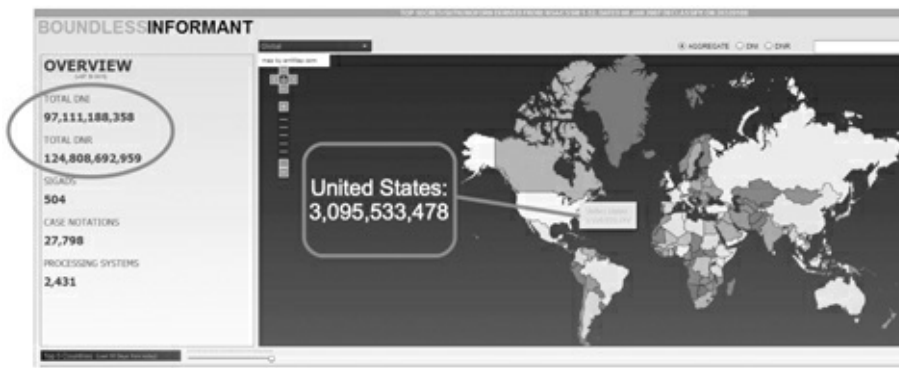 BOUNDLESSINFORMANT
Global
AGGREGATE DNI DNR
OVERVIEW
TOTAL DNI
97,111,188,358
TOTAL DNR
124,808,692,959
SIGADS
504
CASE NOTATIONS
27,798
PROCESSING SYSTEMS
2,431
United States:
3,095,533,478